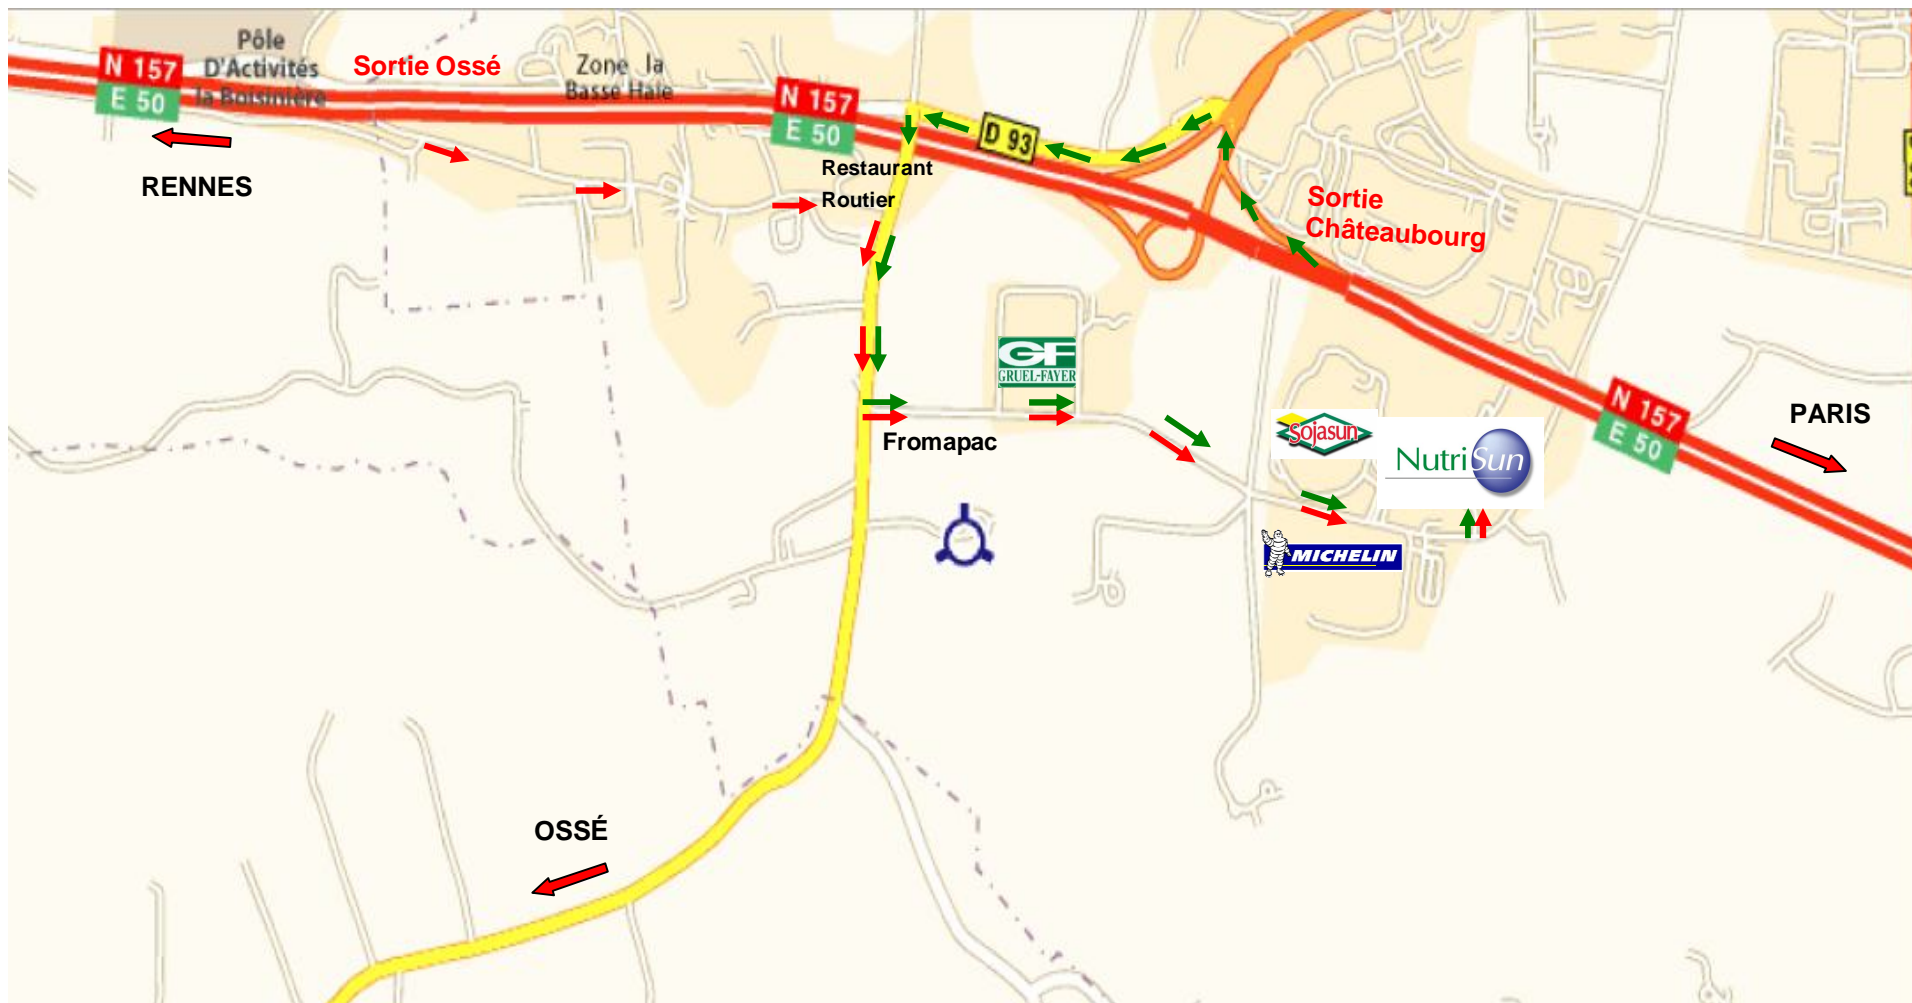 Pôle
D'Activités
la Boisinière
N 157
E 50
Sortie Ossé
Zone la
Basse Haie
N 157
E 50
D 93
RENNES
Restaurant
Routier
Sortie
Châteaubourg
GF
GRUEL-FAYER
Fromapac
Sojasun
NutriSun
N 157
E 50
PARIS
MICHELIN
OSSÉ